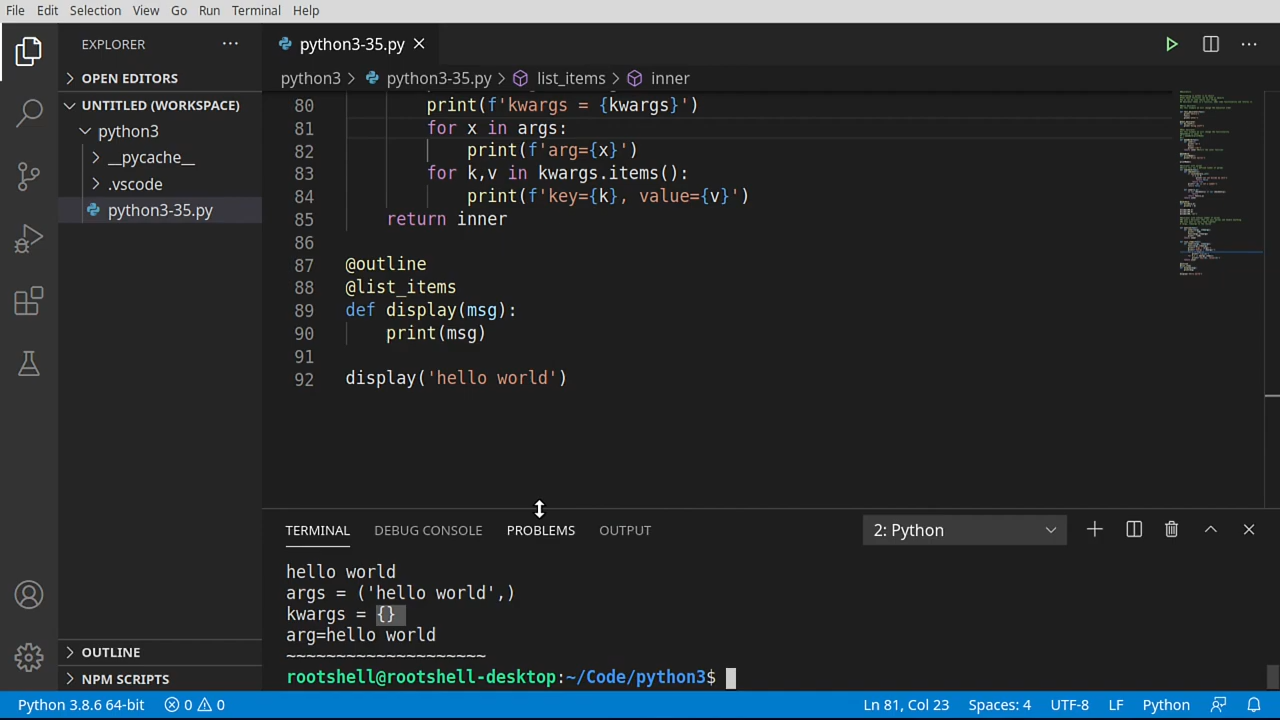 File Edit Selection View Go Run Terminal Help
EXPLORER ···
OPEN EDITORS
UNTITLED (WORKSPACE)
python3
__pycache__
.vscode
python3-35.py
OUTLINE
NPM SCRIPTS
python3-35.py
python3 > python3-35.py > list_items > inner
80 print(f'kwargs = {kwargs}')
81 for x in args:
82 print(f'arg={x}')
83 for k,v in kwargs.items():
84 print(f'key={k}, value={v}')
85 return inner
86
87 @outline
88 @list_items
89 def display(msg):
90 print(msg)
91
92 display('hello world')
TERMINAL DEBUG CONSOLE PROBLEMS OUTPUT 2: Python
hello world
args = ('hello world',)
kwargs = {}
arg=hello world
~~~~~~~~~~~~~~~~~~~~
rootshell@rootshell-desktop:~/Code/python3$
Python 3.8.6 64-bit 0 0 Ln 81, Col 23 Spaces: 4 UTF-8 LF Python